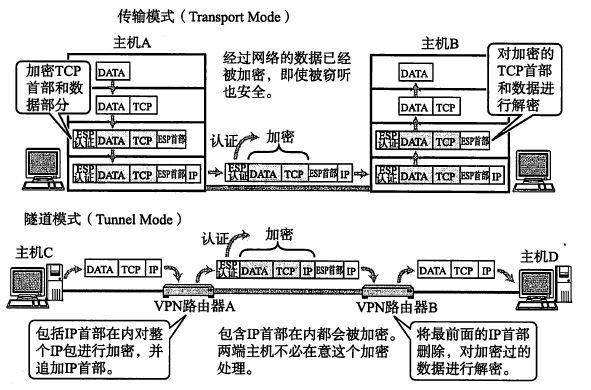 传输模式（Transport Mode）
主机A
主机B
加密TCP
首部和数
据部分
经过网络的数据已经
被加密，即使被窃听
也安全。
对加密的
TCP首部
和数据进
行解密
DATA
DATA
DATA TCP
DATA TCP
ESP认证 DATA TCP ESP首部
ESP认证 DATA TCP ESP首部
认证
加密
ESP认证 DATA TCP ESP首部 IP
ESP认证 DATA TCP ESP首部 IP
ESP认证 DATA TCP ESP首部 IP
隧道模式（Tunnel Mode）
认证
加密
主机C
主机D
DATA TCP IP
ESP认证 DATA TCP IP ESP首部 IP
DATA TCP IP
VPN路由器A
VPN路由器B
包括IP首部在内对整
个IP包进行加密，并
追加IP首部。
包含IP首部在内都会被加密。
两端主机不必在意这个加密
处理。
将最前面的IP首部
删除，对加密过的
数据进行解密。